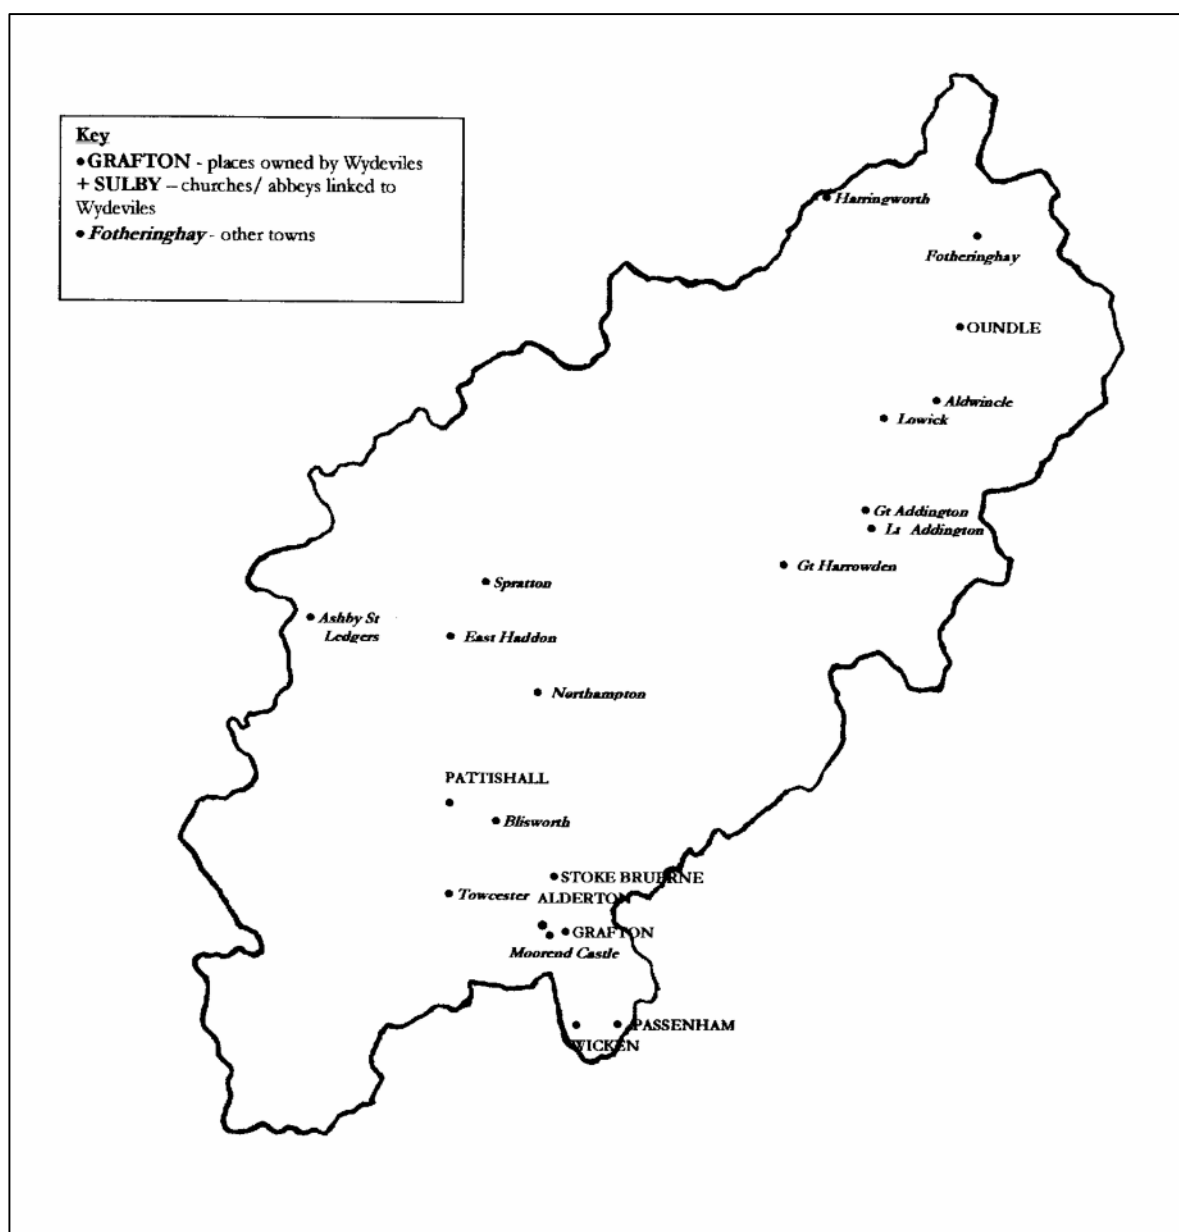 Key
•GRAFTON - places owned by Wydeviles
+ SULBY – churches/ abbeys linked to
Wydeviles
• Fotheringhay - other towns
Harringworth
Fotheringhay
OUNDLE
Aldwincle
Lowick
Gt Addington
Lt Addington
Gt Harrowden
Spratton
Ashby St
Ledgers
East Haddon
Northampton
PATTISHALL
Blisworth
STOKE BRUERNE
Towcester
ALDERTON
GRAFTON
Moorend Castle
PASSENHAM
WICKEN